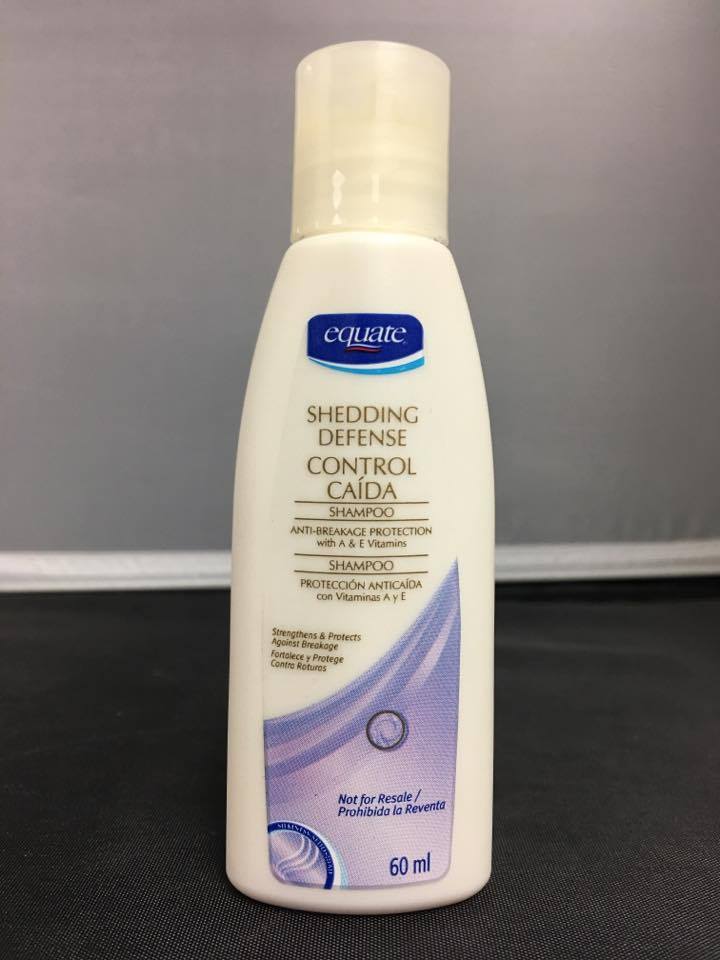 equate
SHEDDING
DEFENSE
CONTROL
CAÍDA
SHAMPOO
ANTI-BREAKAGE PROTECTION
with A & E Vitamins
SHAMPOO
PROTECCIÓN ANTICAÍDA
con Vitaminas A y E
Strengthens & Protects
Against Breakage
Fortalece y Protege
Contra Roturas
Not for Resale /
Prohibida la Reventa
60 ml